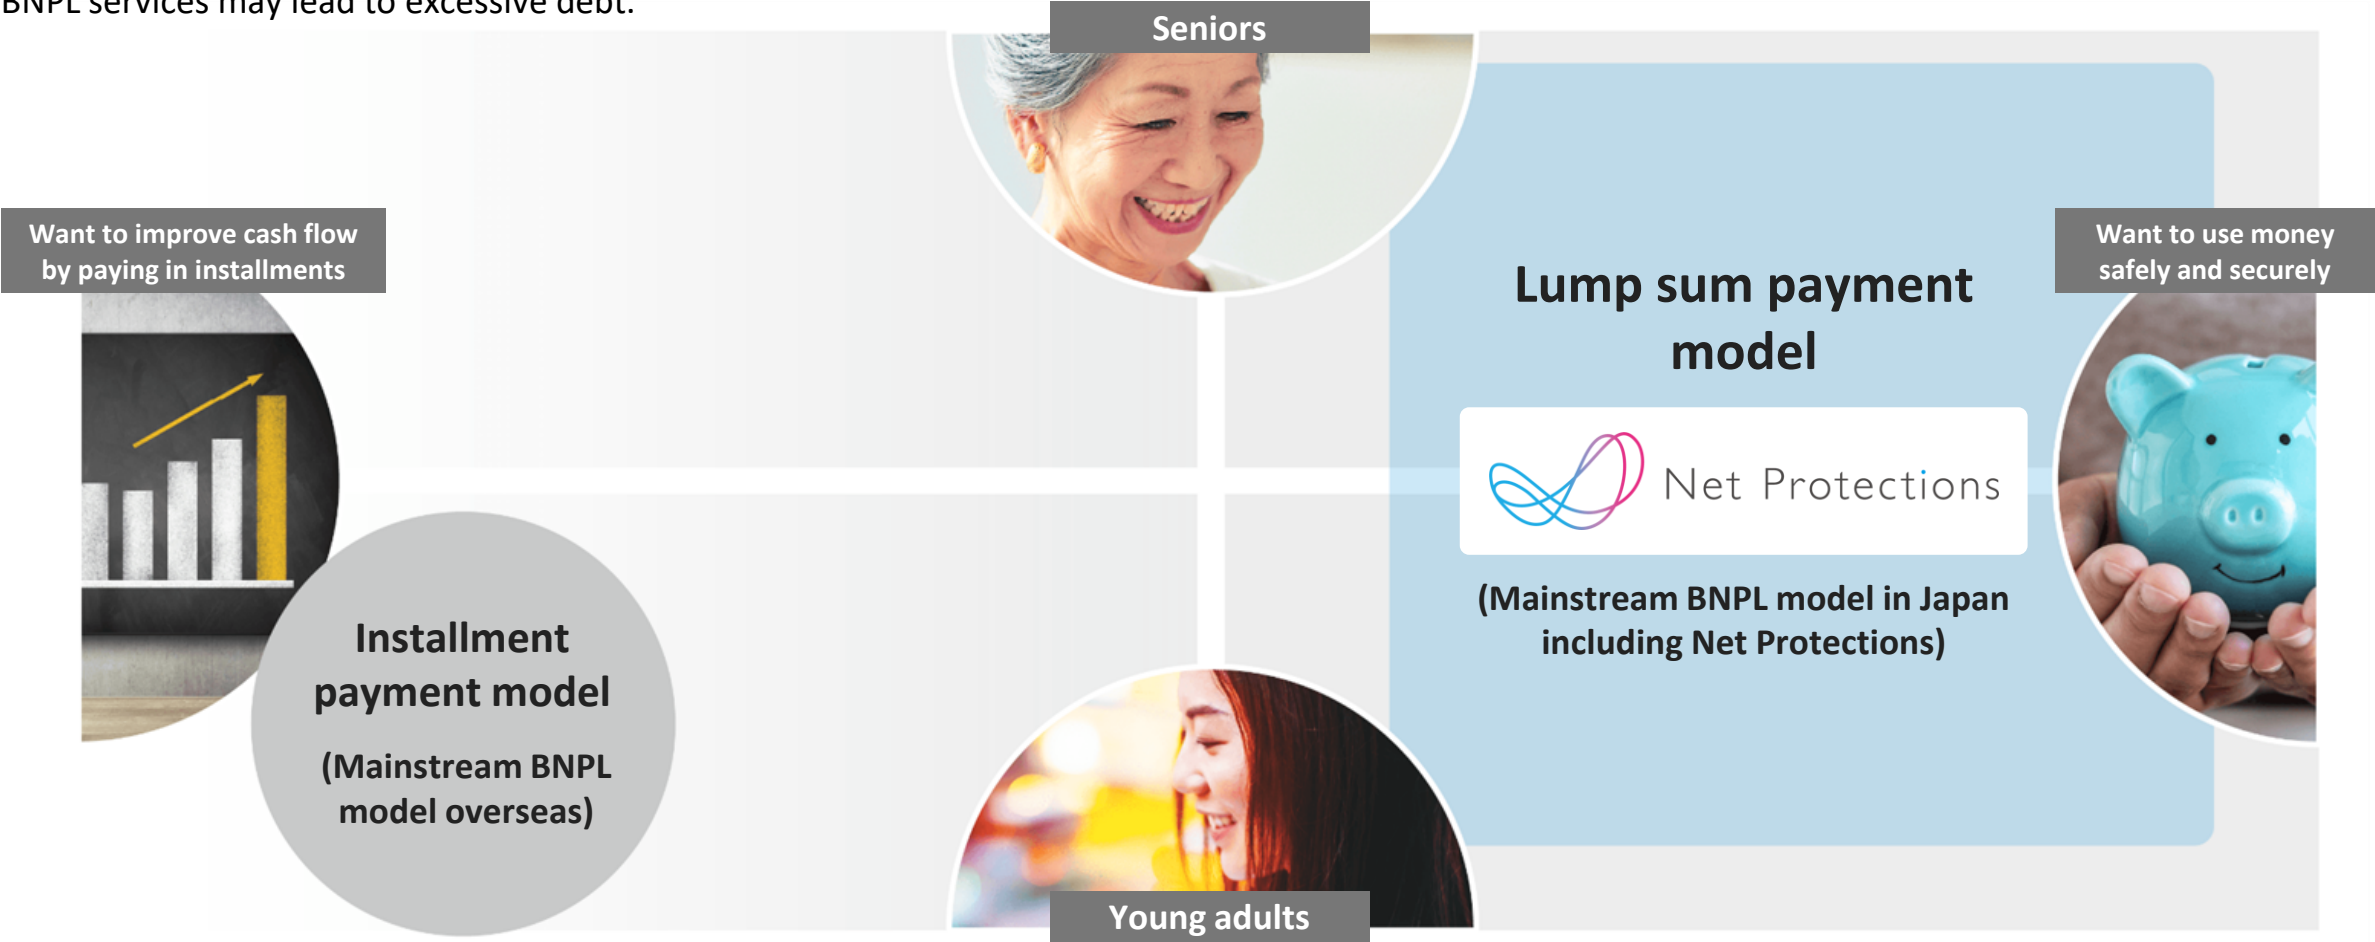 BNPL services may lead to excessive debt.
Seniors
Want to improve cash flow
by paying in installments
Want to use money
safely and securely
Lump sum payment
model
Net Protections
(Mainstream BNPL model in Japan
including Net Protections)
Installment
payment model
(Mainstream BNPL
model overseas)
Young adults